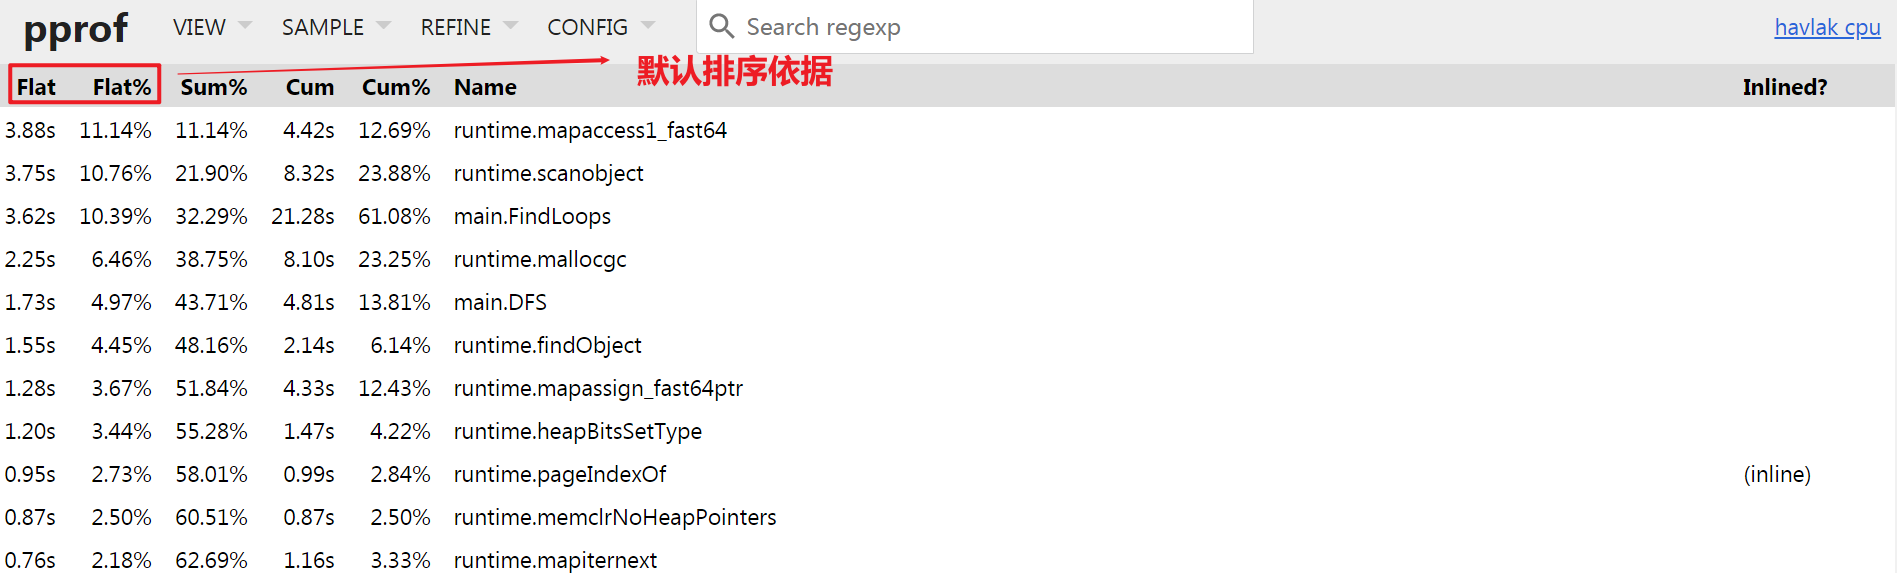 pprof VIEW SAMPLE REFINE CONFIG Search regexp havlak cpu
默认排序依据
Flat Flat% Sum% Cum Cum% Name Inlined?
3.88s 11.14% 11.14% 4.42s 12.69% runtime.mapaccess1_fast64
3.75s 10.76% 21.90% 8.32s 23.88% runtime.scanobject
3.62s 10.39% 32.29% 21.28s 61.08% main.FindLoops
2.25s 6.46% 38.75% 8.10s 23.25% runtime.mallocgc
1.73s 4.97% 43.71% 4.81s 13.81% main.DFS
1.55s 4.45% 48.16% 2.14s 6.14% runtime.findObject
1.28s 3.67% 51.84% 4.33s 12.43% runtime.mapassign_fast64ptr
1.20s 3.44% 55.28% 1.47s 4.22% runtime.heapBitsSetType
0.95s 2.73% 58.01% 0.99s 2.84% runtime.pageIndexOf (inline)
0.87s 2.50% 60.51% 0.87s 2.50% runtime.memclrNoHeapPointers
0.76s 2.18% 62.69% 1.16s 3.33% runtime.mapiternext